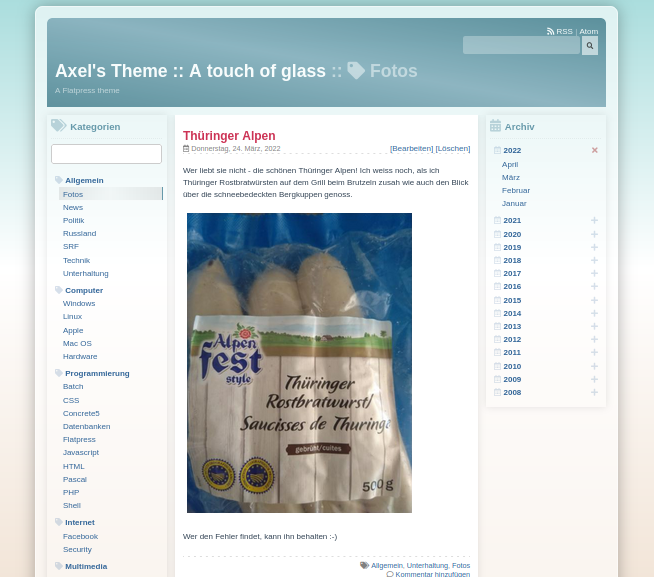 RSS | Atom
Axel's Theme :: A touch of glass :: Fotos
A Flatpress theme
Kategorien
Allgemein
Fotos
News
Politik
Russland
SRF
Technik
Unterhaltung
Computer
Windows
Linux
Apple
Mac OS
Hardware
Programmierung
Batch
CSS
Concrete5
Datenbanken
Flatpress
Javascript
HTML
Pascal
PHP
Shell
Internet
Facebook
Security
Multimedia
Thüringer Alpen
Donnerstag, 24. März, 2022 [Bearbeiten] [Löschen]
Wer liebt sie nicht - die schönen Thüringer Alpen! Ich weiss noch, als ich
Thüringer Rostbratwürsten auf dem Grill beim Brutzeln zusah wie auch den Blick
über die schneebedeckten Bergkuppen genoss.
Alpen
fest
style
Thüringer
Rostbratwurst/
Saucisses de Thuringe
gebrüht/cuites
500 g
Wer den Fehler findet, kann ihn behalten :-)
Allgemein, Unterhaltung, Fotos
Kommentar hinzufügen
Archiv
2022
April
März
Februar
Januar
2021
2020
2019
2018
2017
2016
2015
2014
2013
2012
2011
2010
2009
2008